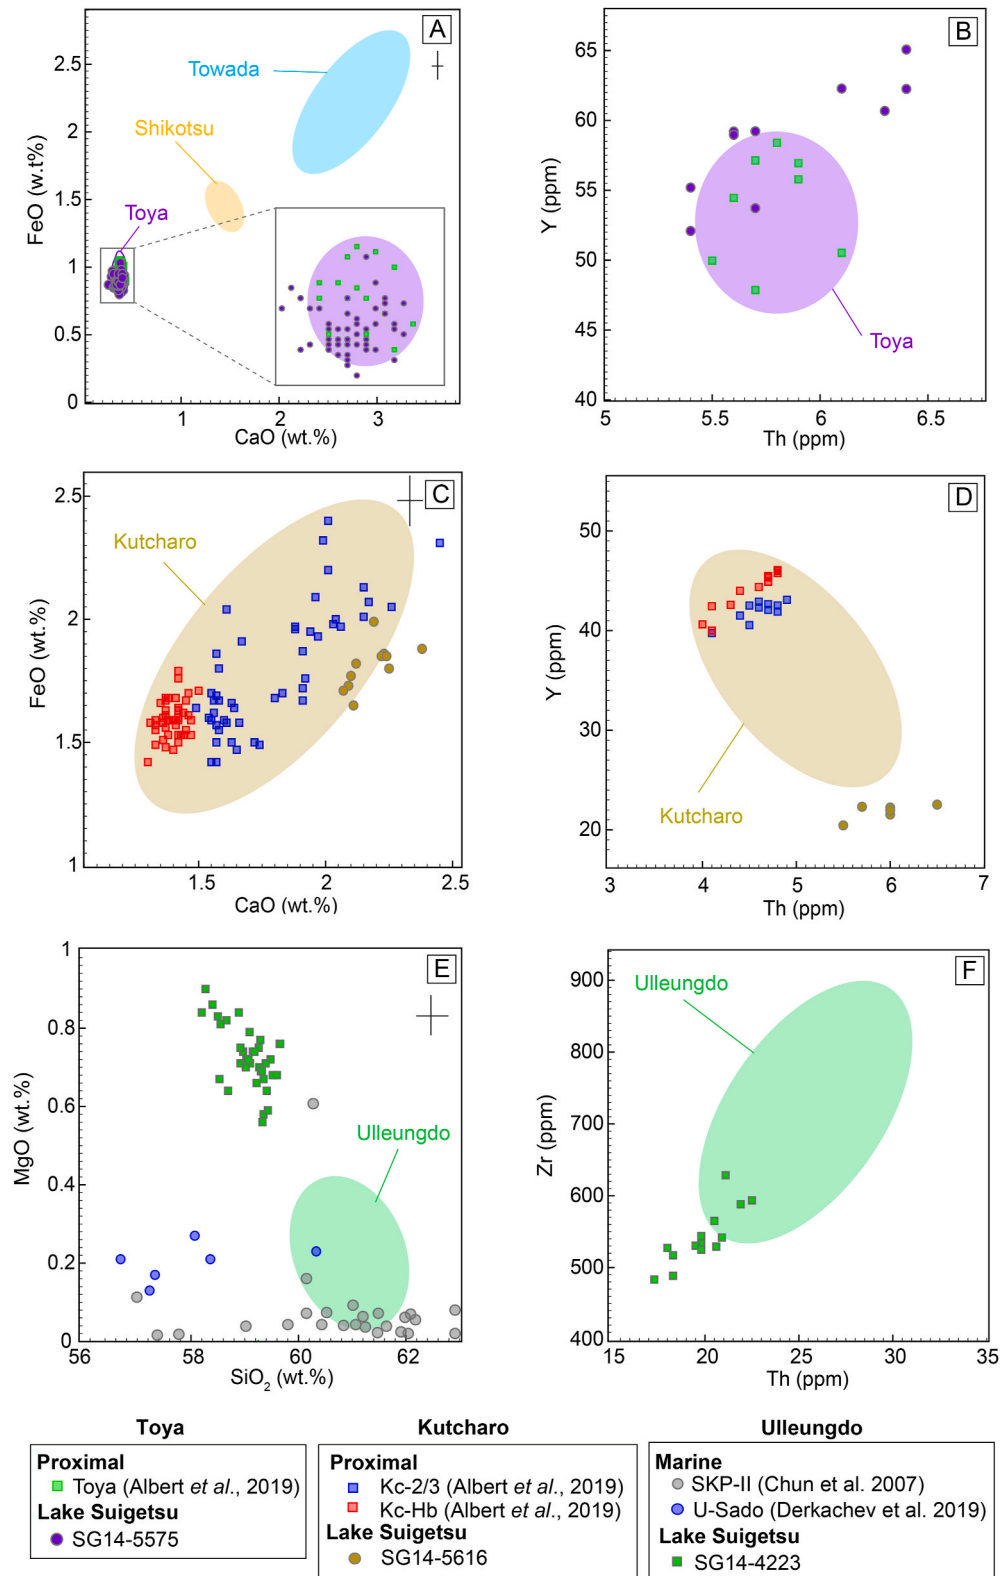 A
FeO (w.t%)
2.5
2
1.5
1
0.5
0
1
2
3
CaO (wt.%)
Towada
Shikotsu
Toya
B
Y (ppm)
65
60
55
50
45
40
5
5.5
6
6.5
Th (ppm)
Toya
C
FeO (wt.%)
2.5
2
1.5
1
1.5
2
2.5
CaO (wt.%)
Kutcharo
D
Y (ppm)
50
40
30
20
3
4
5
6
7
Th (ppm)
Kutcharo
E
MgO (wt.%)
1
0.8
0.6
0.4
0.2
0
56
58
60
62
SiO₂ (wt.%)
Ulleungdo
F
Zr (ppm)
900
800
700
600
500
400
15
20
25
30
35
Th (ppm)
Ulleungdo
Toya
Proximal
Toya (Albert et al., 2019)
Lake Suigetsu
SG14-5575
Kutcharo
Proximal
Kc-2/3 (Albert et al., 2019)
Kc-Hb (Albert et al., 2019)
Lake Suigetsu
SG14-5616
Ulleungdo
Marine
SKP-II (Chun et al. 2007)
U-Sado (Derkachev et al. 2019)
Lake Suigetsu
SG14-4223